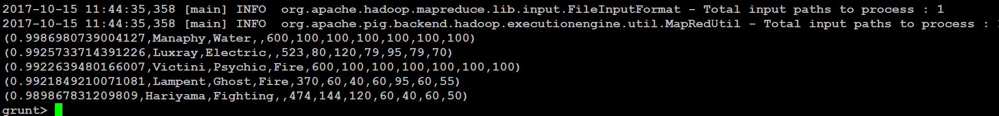 2017-10-15 11:44:35,358 [main] INFO  org.apache.hadoop.mapreduce.lib.input.FileInputFormat - Total input paths to process : 1
2017-10-15 11:44:35,358 [main] INFO  org.apache.pig.backend.hadoop.executionengine.util.MapRedUtil - Total input paths to process :
(0.9986980739004127,Manaphy,Water,,600,100,100,100,100,100,100)
(0.9925733714391226,Luxray,Electric,,523,80,120,79,95,79,70)
(0.9922639480166007,Victini,Psychic,Fire,600,100,100,100,100,100,100)
(0.9921849210071081,Lampent,Ghost,Fire,370,60,40,60,95,60,55)
(0.989867831209809,Hariyama,Fighting,,474,144,120,60,40,60,50)
grunt>